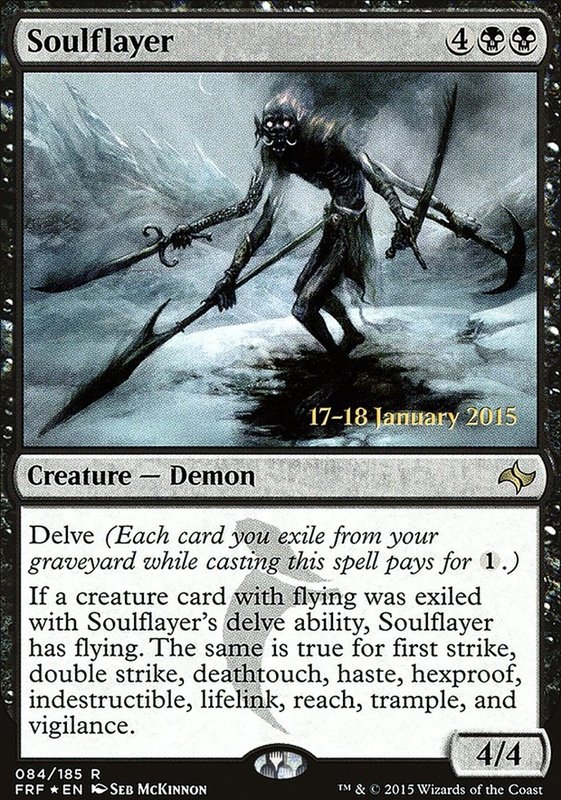 Soulflayer 4
17-18 January 2015
Creature — Demon
Delve (Each card you exile from your
graveyard while casting this spell pays for 1.)
If a creature card with flying was exiled
with Soulflayer's delve ability, Soulflayer
has flying. The same is true for first strike,
double strike, deathtouch, haste, hexproof,
indestructible, lifelink, reach, trample, and
vigilance.
4/4
084/185 R
FRF ★ EN Seb McKinnon
™ & © 2015 Wizards of the Coast